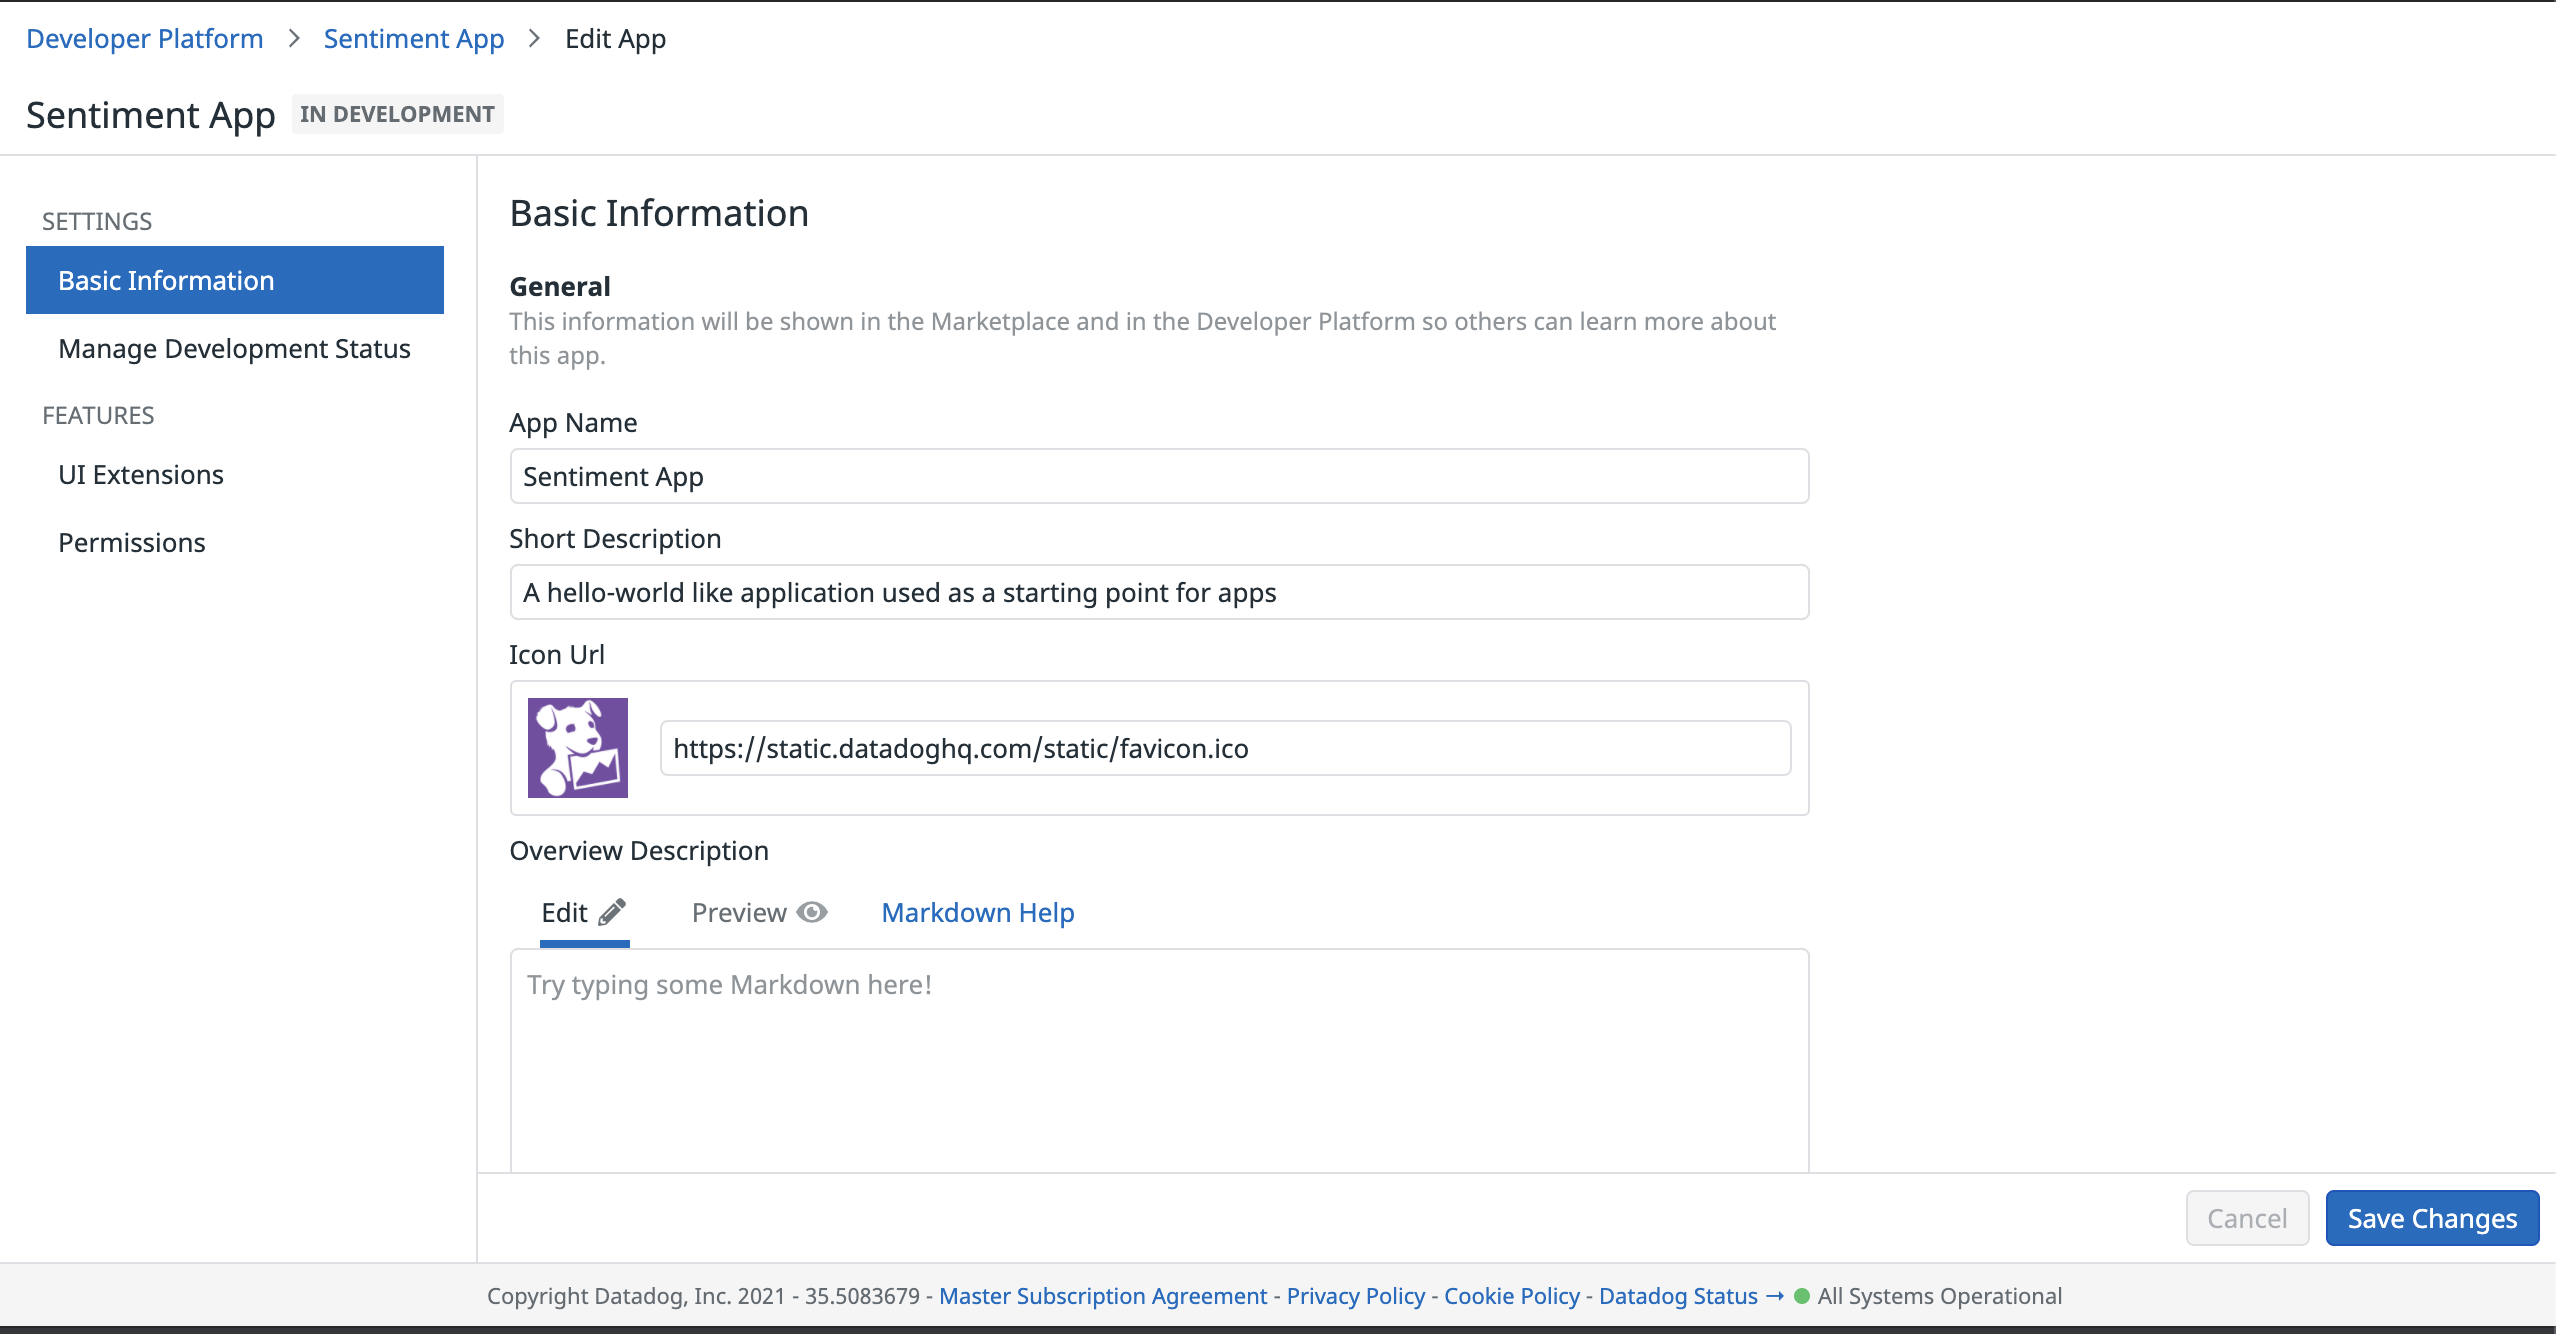 Developer Platform > Sentiment App > Edit App
Sentiment App IN DEVELOPMENT
SETTINGS
Basic Information
Manage Development Status
FEATURES
UI Extensions
Permissions
Basic Information
General
This information will be shown in the Marketplace and in the Developer Platform so others can learn more about
this app.
App Name
Sentiment App
Short Description
A hello-world like application used as a starting point for apps
Icon Url
https://static.datadoghq.com/static/favicon.ico
Overview Description
Edit Preview Markdown Help
Try typing some Markdown here!
Cancel Save Changes
Copyright Datadog, Inc. 2021 - 35.5083679 - Master Subscription Agreement - Privacy Policy - Cookie Policy - Datadog Status → All Systems Operational